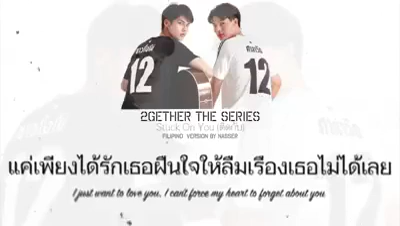 12
12
2GETHER THE SERIES
Stuck On You (ติดกับ)
FILIPINO VERSION BY NASSER
แค่เพียงได้รักเธอฝืนใจให้ลืมเรื่องเธอไม่ได้เลย
I just want to love you, I can't force my heart to forget about you